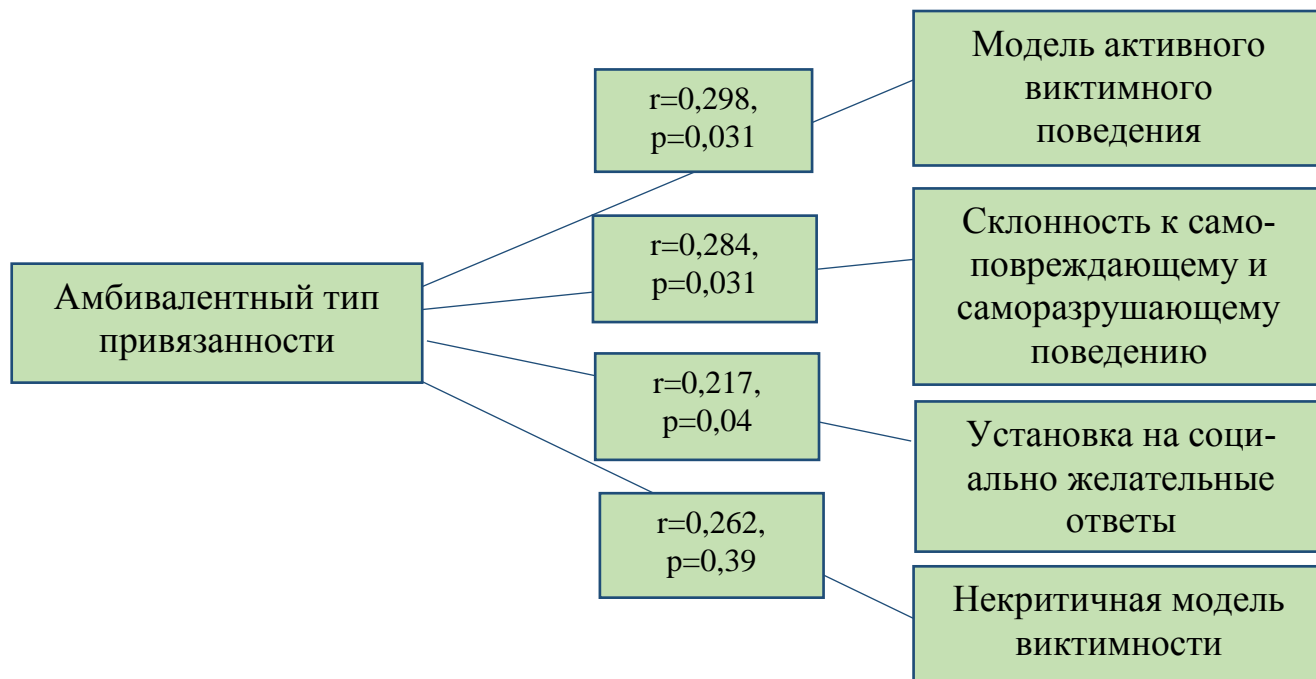 Амбивалентный тип
привязанности
r=0,298,
p=0,031
Модель активного
виктимного
поведения
r=0,284,
p=0,031
Склонность к само-
повреждающему и
саморазрушающему
поведению
r=0,217,
p=0,04
Установка на соци-
ально желательные
ответы
r=0,262,
p=0,39
Некритичная модель
виктимности